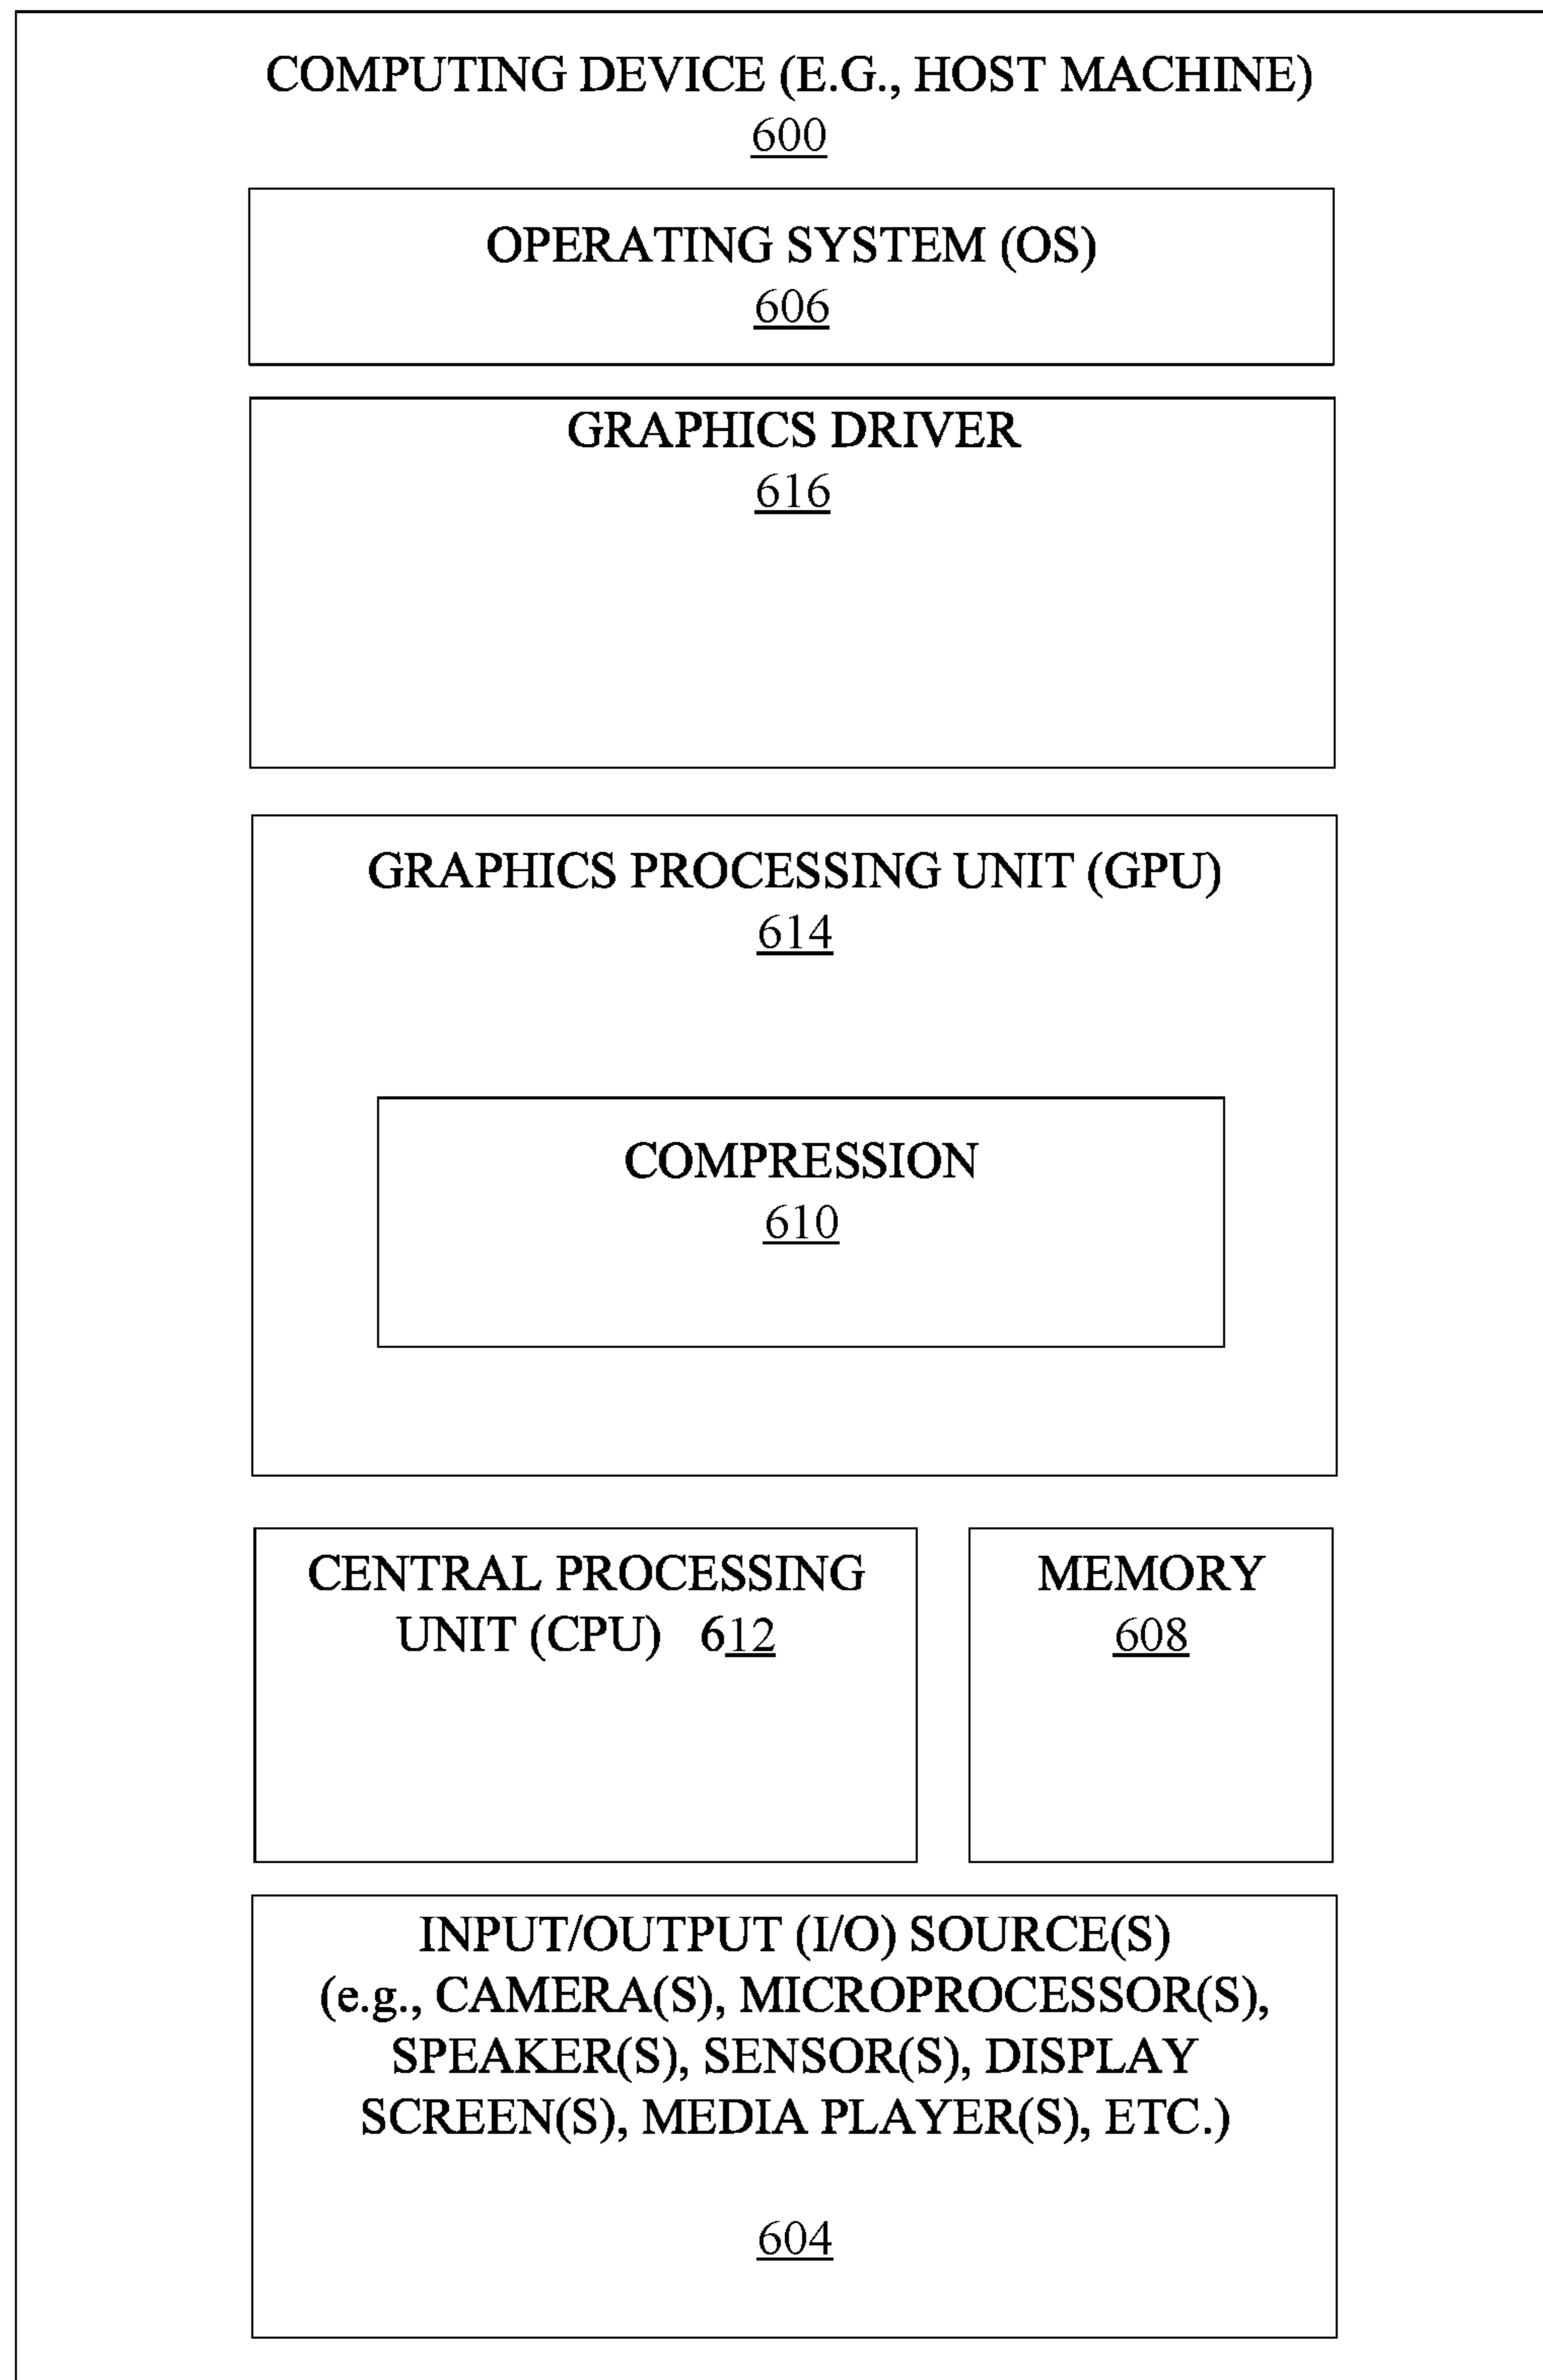 COMPUTING DEVICE (E.G., HOST MACHINE)
600
OPERATING SYSTEM (OS)
606
GRAPHICS DRIVER
616
GRAPHICS PROCESSING UNIT (GPU)
614
COMPRESSION
610
CENTRAL PROCESSING
UNIT (CPU) 612
MEMORY
608
INPUT/OUTPUT (I/O) SOURCE(S)
(e.g., CAMERA(S), MICROPROCESSOR(S),
SPEAKER(S), SENSOR(S), DISPLAY
SCREEN(S), MEDIA PLAYER(S), ETC.)
604